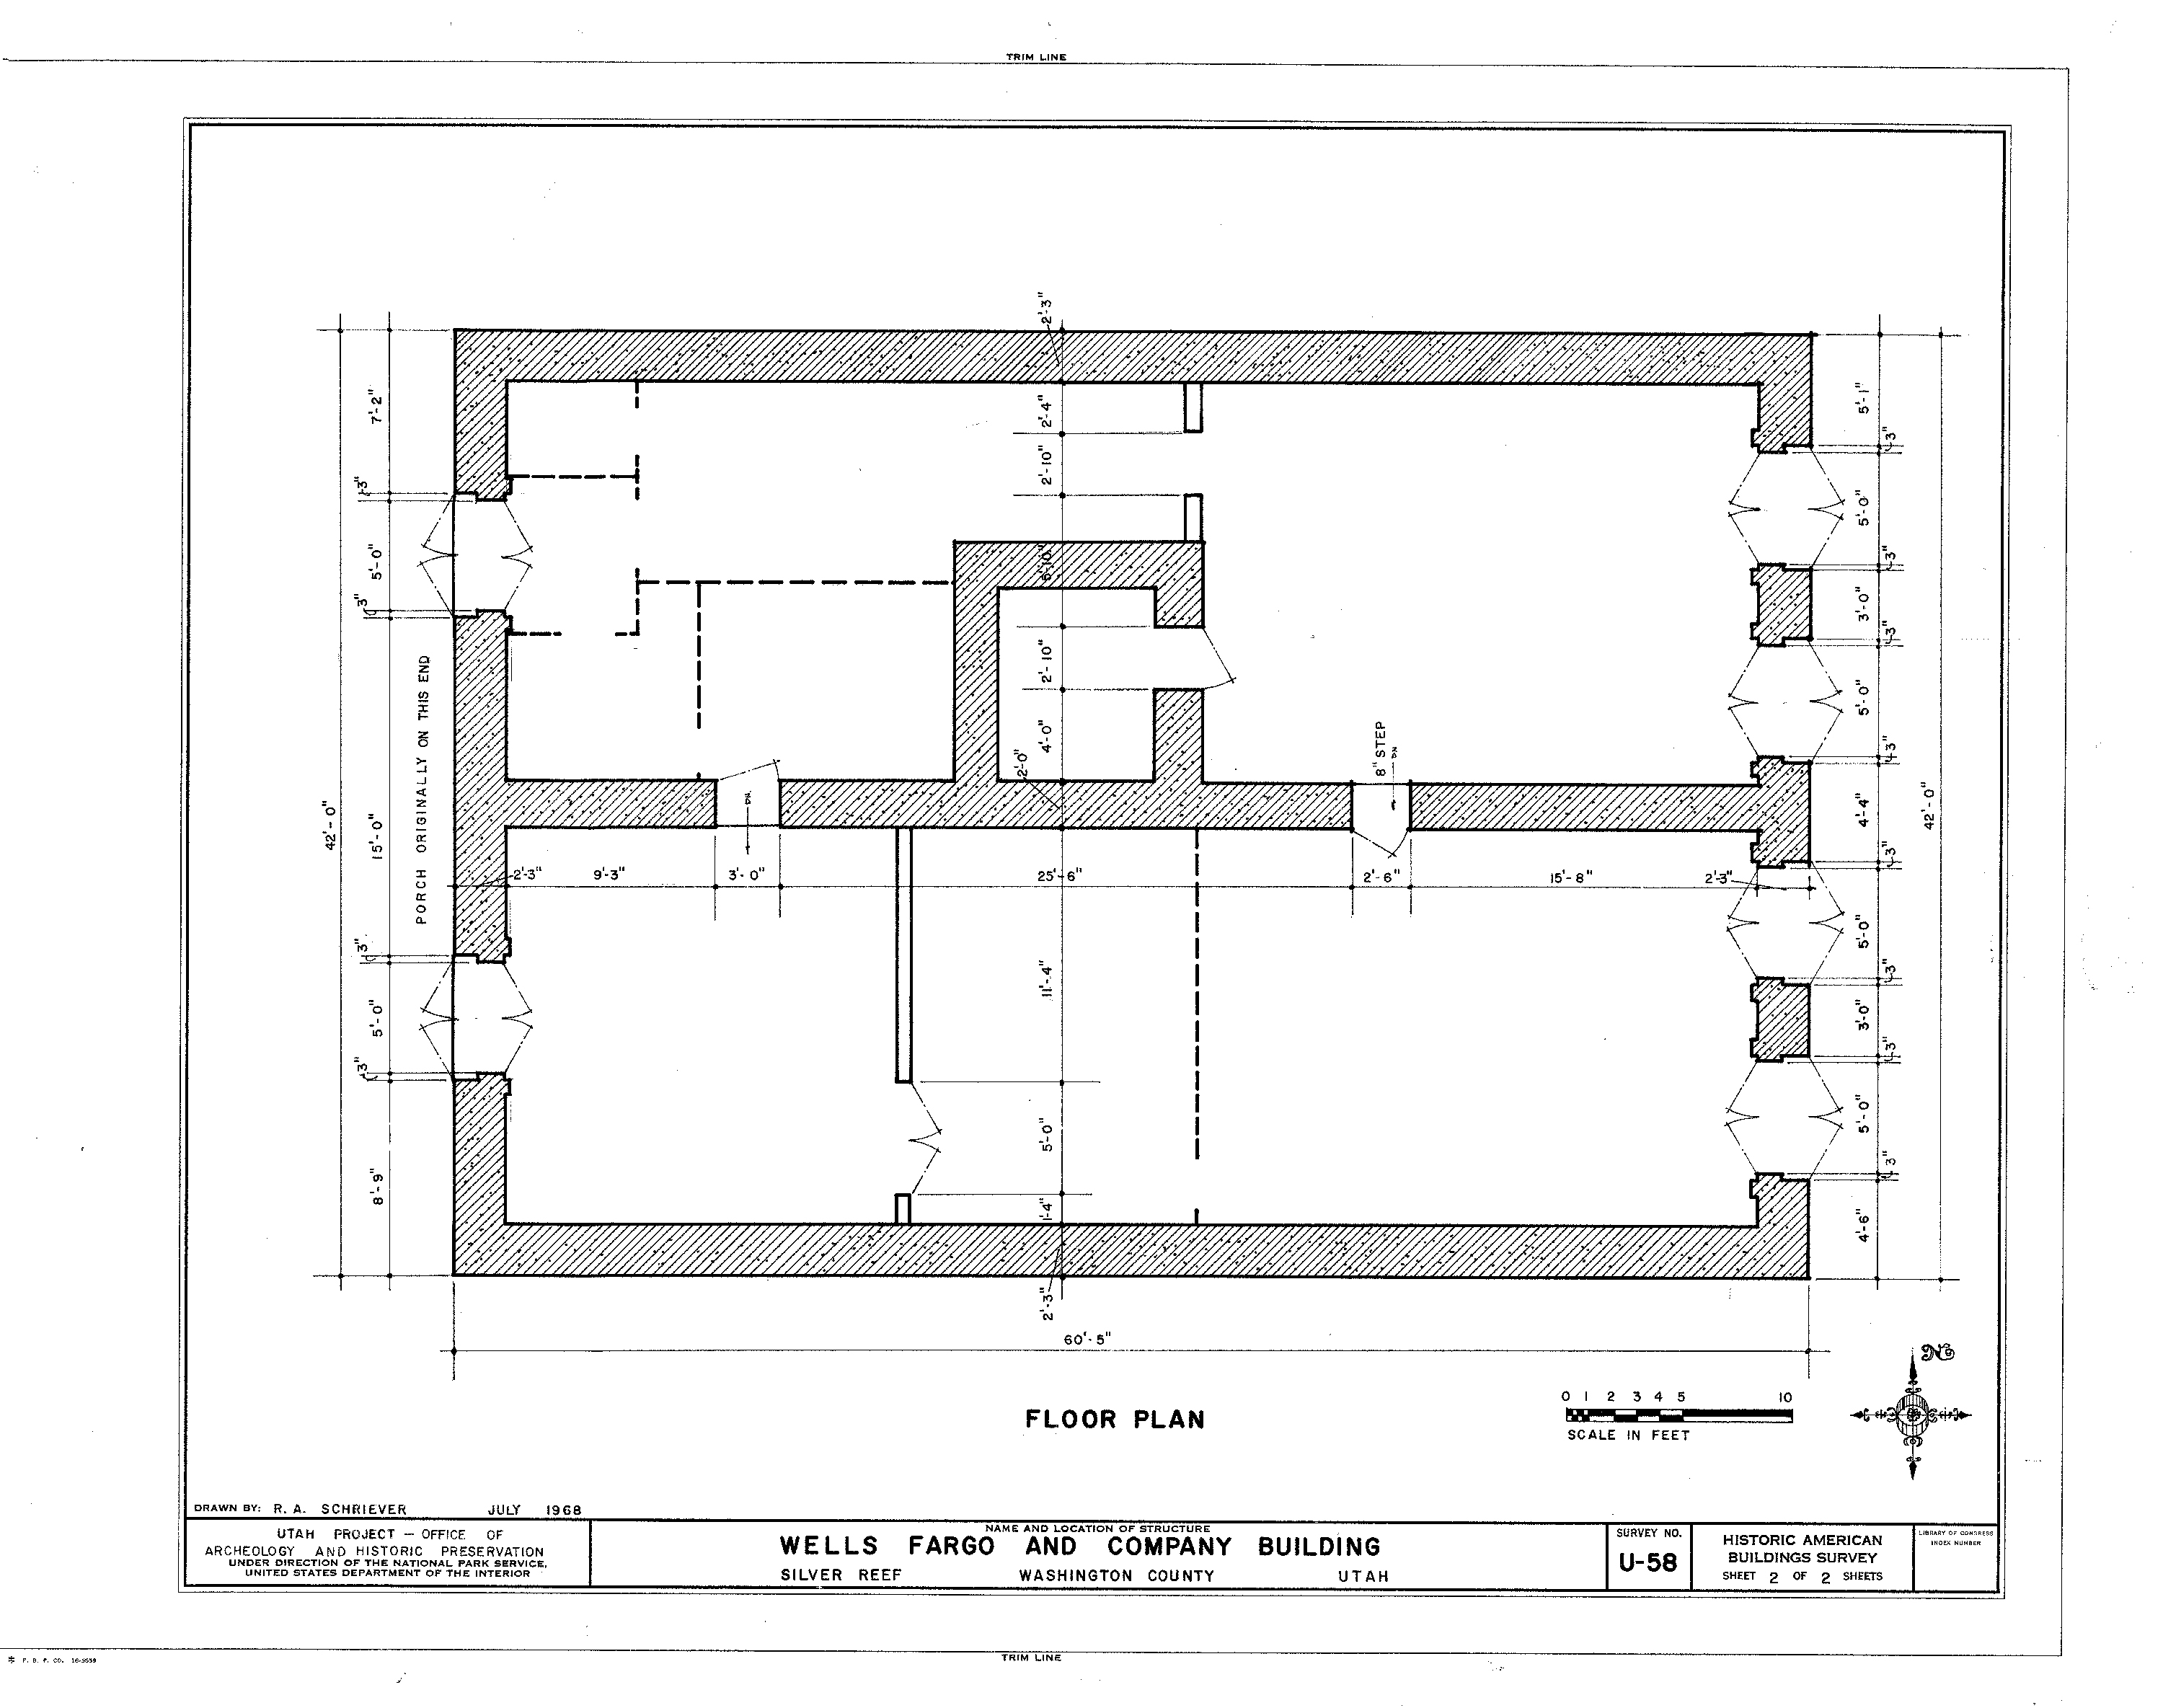 TRIM LINE
2'-3"
7'-2"
2'-4"
5'-1"
3"
2'-10"
3"
5'-0"
5'-0"
5'-10"
3"
3"
3'-0"
3"
PORCH ORIGINALLY ON THIS END
2'-10"
5'-0"
4'-0"
2'-0"
8" STEP
DN
3"
42'-0"
15'-0"
DN.
4'-4"
42'-0"
3"
2'-3"
9'-3"
3'-0"
25'-6"
2'-6"
15'-8"
2'-3"
3"
5'-0"
11'-4"
3"
5'-0"
3'-0"
3"
3"
5'-0"
5'-0"
3"
8'-9"
1'-4"
4'-6"
2'-3"
60'-5"
N
FLOOR PLAN
0 1 2 3 4 5 10
SCALE IN FEET
DRAWN BY: R. A. SCHRIEVER JULY 1968
UTAH PROJECT – OFFICE OF
ARCHEOLOGY AND HISTORIC PRESERVATION
UNDER DIRECTION OF THE NATIONAL PARK SERVICE,
UNITED STATES DEPARTMENT OF THE INTERIOR
NAME AND LOCATION OF STRUCTURE
WELLS FARGO AND COMPANY BUILDING
SILVER REEF WASHINGTON COUNTY UTAH
SURVEY NO.
U-58
HISTORIC AMERICAN
BUILDINGS SURVEY
SHEET 2 OF 2 SHEETS
LIBRARY OF CONGRESS
INDEX NUMBER
TRIM LINE